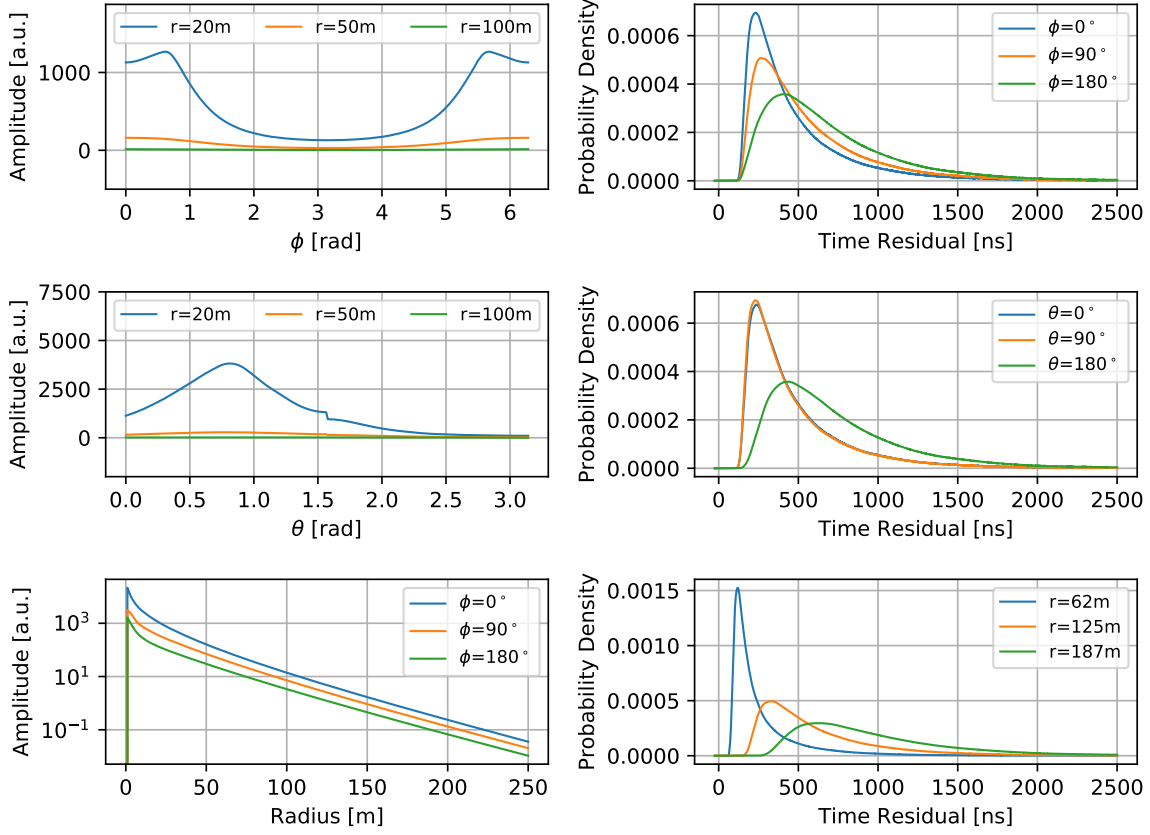 Amplitude [a.u.]
1000
0
r=20m r=50m r=100m
0 1 2 3 4 5 6
ϕ [rad]
Probability Density
0.0006
0.0004
0.0002
0.0000
ϕ=0°
ϕ=90°
ϕ=180°
0 500 1000 1500 2000 2500
Time Residual [ns]
Amplitude [a.u.]
7500
5000
2500
0
r=20m r=50m r=100m
0.0 0.5 1.0 1.5 2.0 2.5 3.0
θ [rad]
Probability Density
0.0006
0.0004
0.0002
0.0000
θ=0°
θ=90°
θ=180°
0 500 1000 1500 2000 2500
Time Residual [ns]
Amplitude [a.u.]
10³
10¹
10⁻¹
ϕ=0°
ϕ=90°
ϕ=180°
0 50 100 150 200 250
Radius [m]
Probability Density
0.0015
0.0010
0.0005
0.0000
r=62m
r=125m
r=187m
0 500 1000 1500 2000 2500
Time Residual [ns]